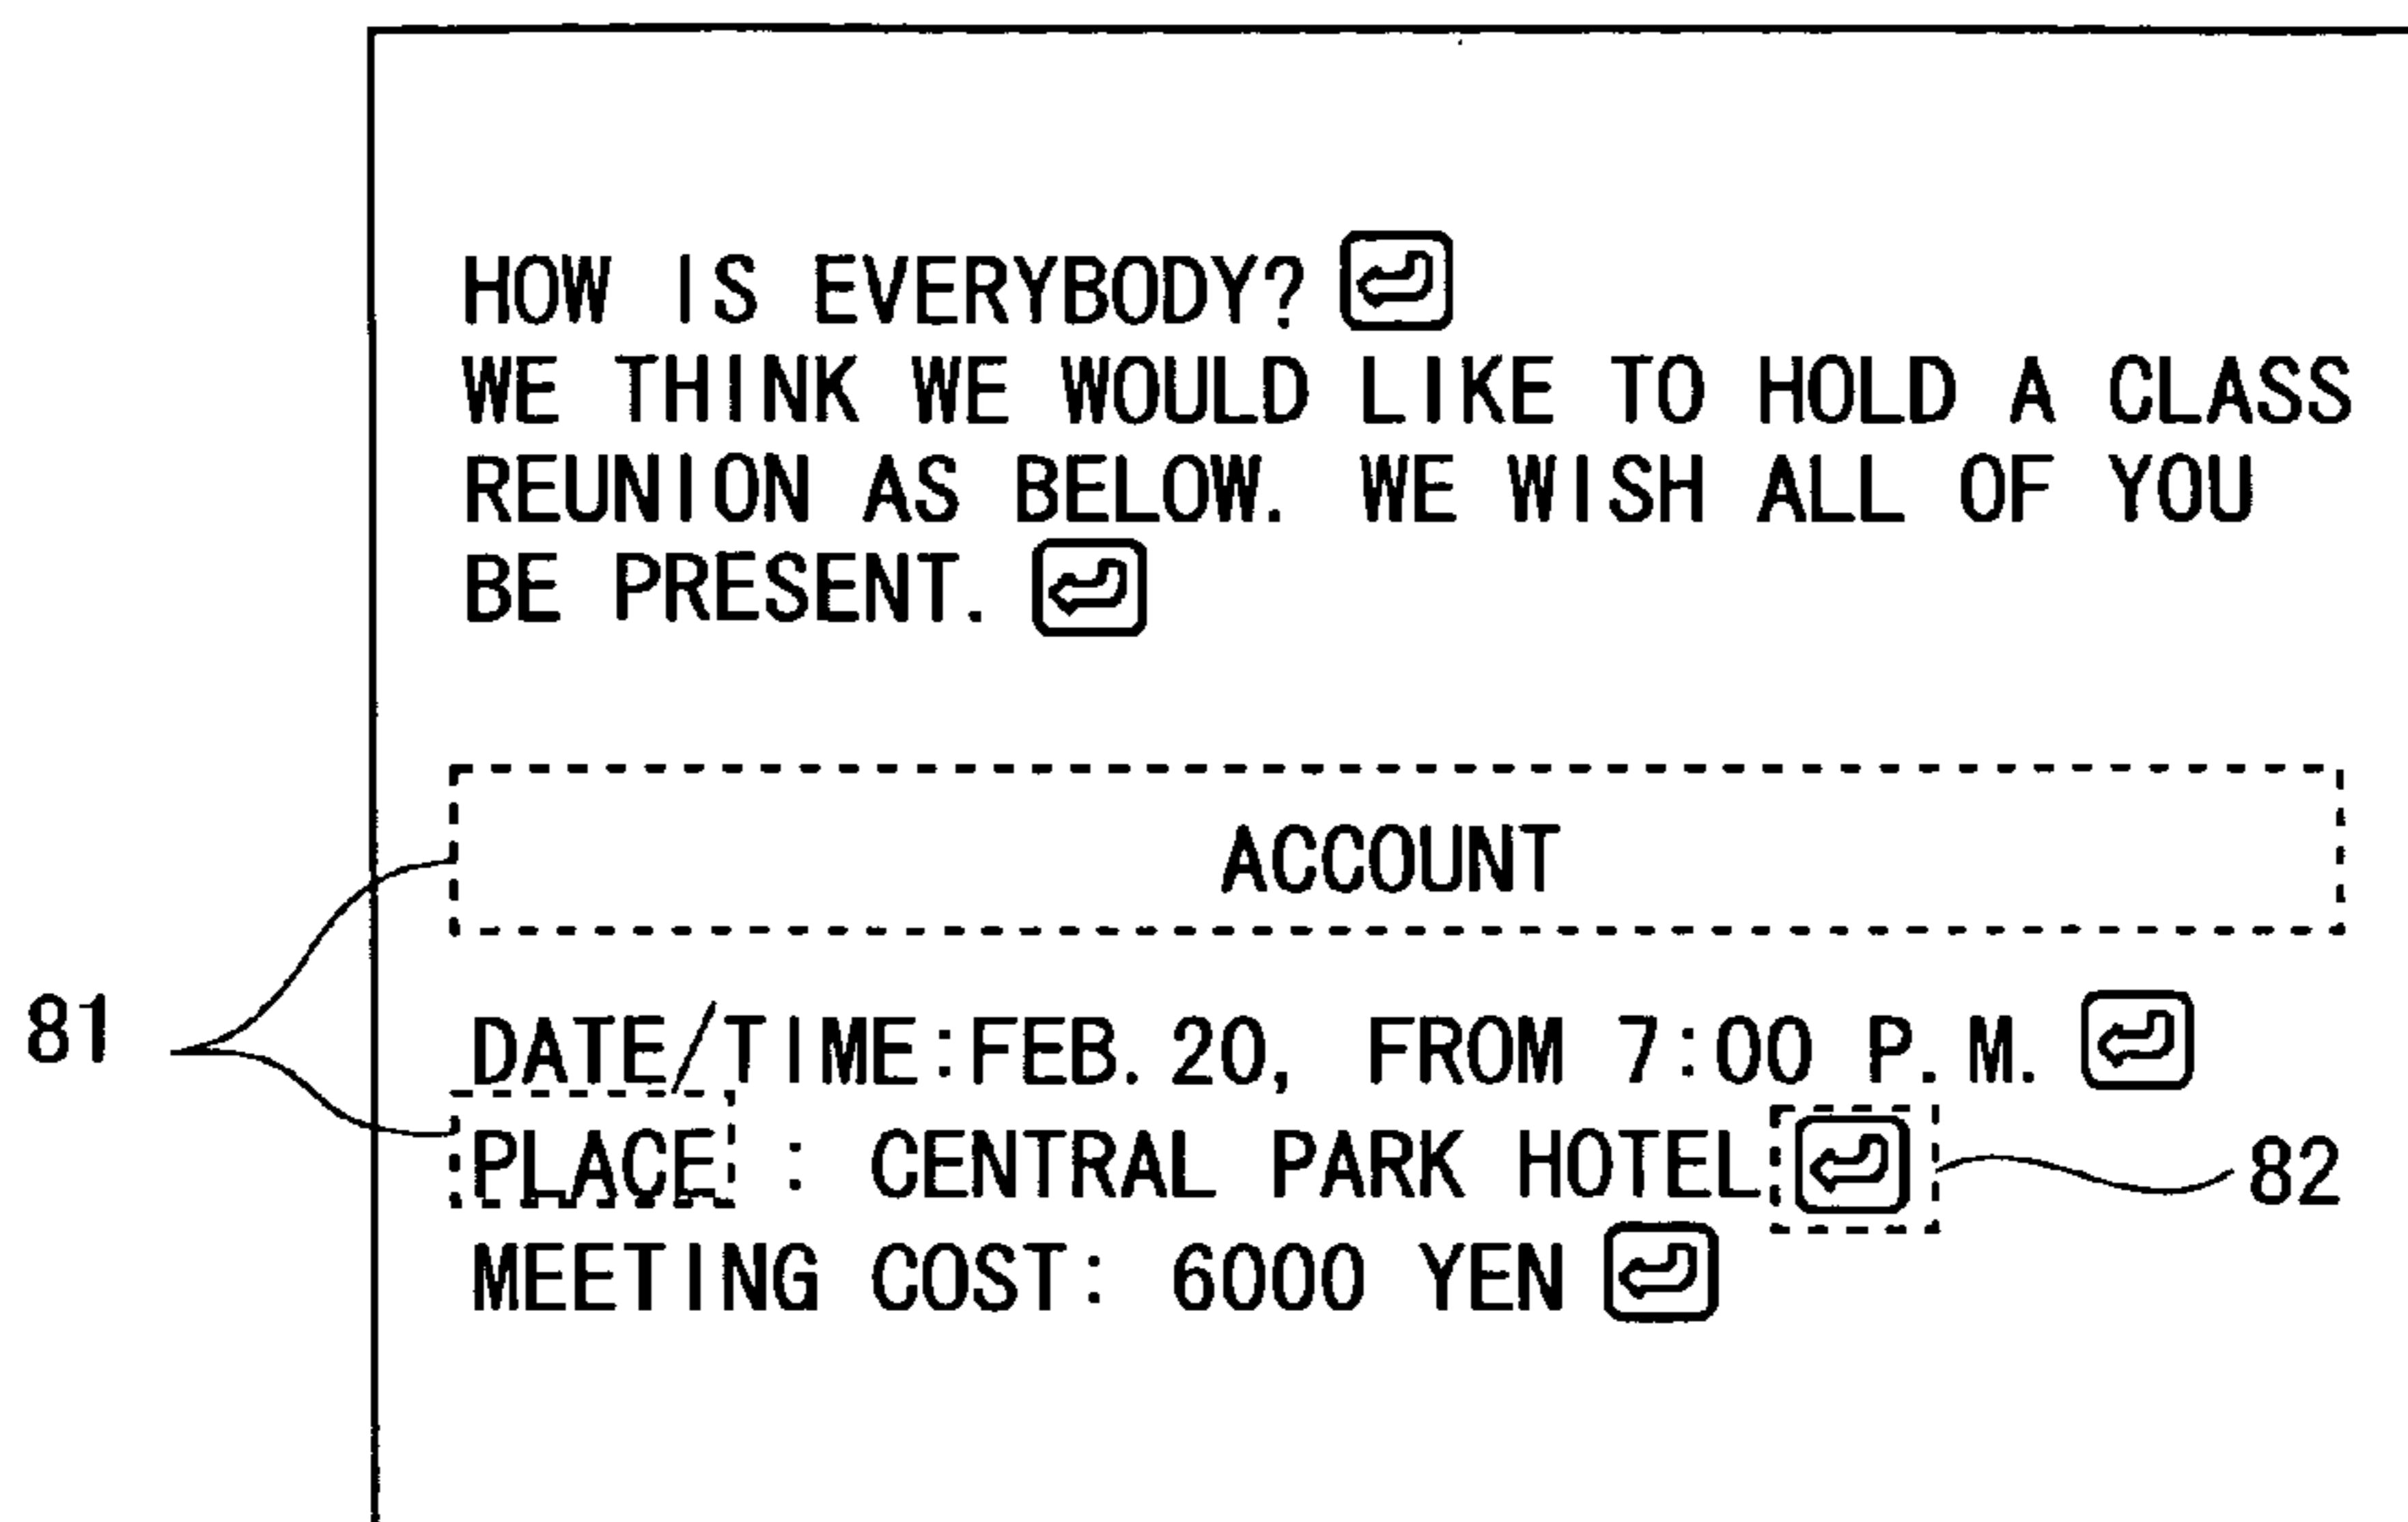 HOW IS EVERYBODY?
WE THINK WE WOULD LIKE TO HOLD A CLASS
REUNION AS BELOW. WE WISH ALL OF YOU
BE PRESENT.
ACCOUNT
81
DATE/TIME:FEB.20, FROM 7:00 P.M.
PLACE : CENTRAL PARK HOTEL
82
MEETING COST: 6000 YEN